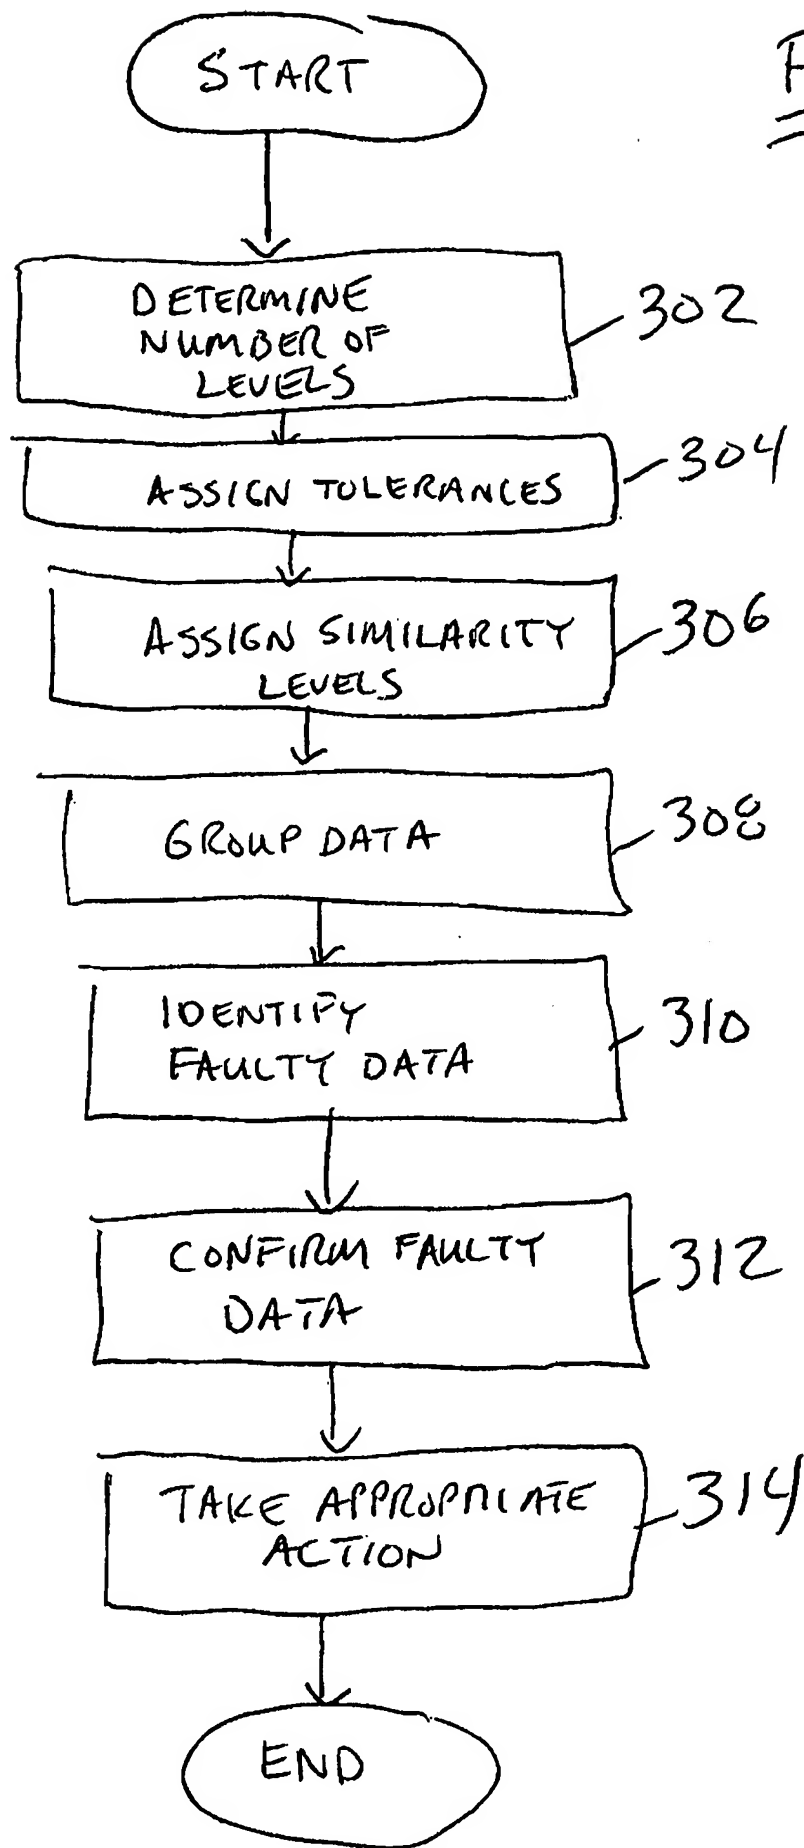 START
DETERMINE
NUMBER OF
LEVELS
302
ASSIGN TOLERANCES
304
ASSIGN SIMILARITY
LEVELS
306
GROUP DATA
308
IDENTIFY
FAULTY DATA
310
CONFIRM FAULTY
DATA
312
TAKE APPROPRIATE
ACTION
314
END